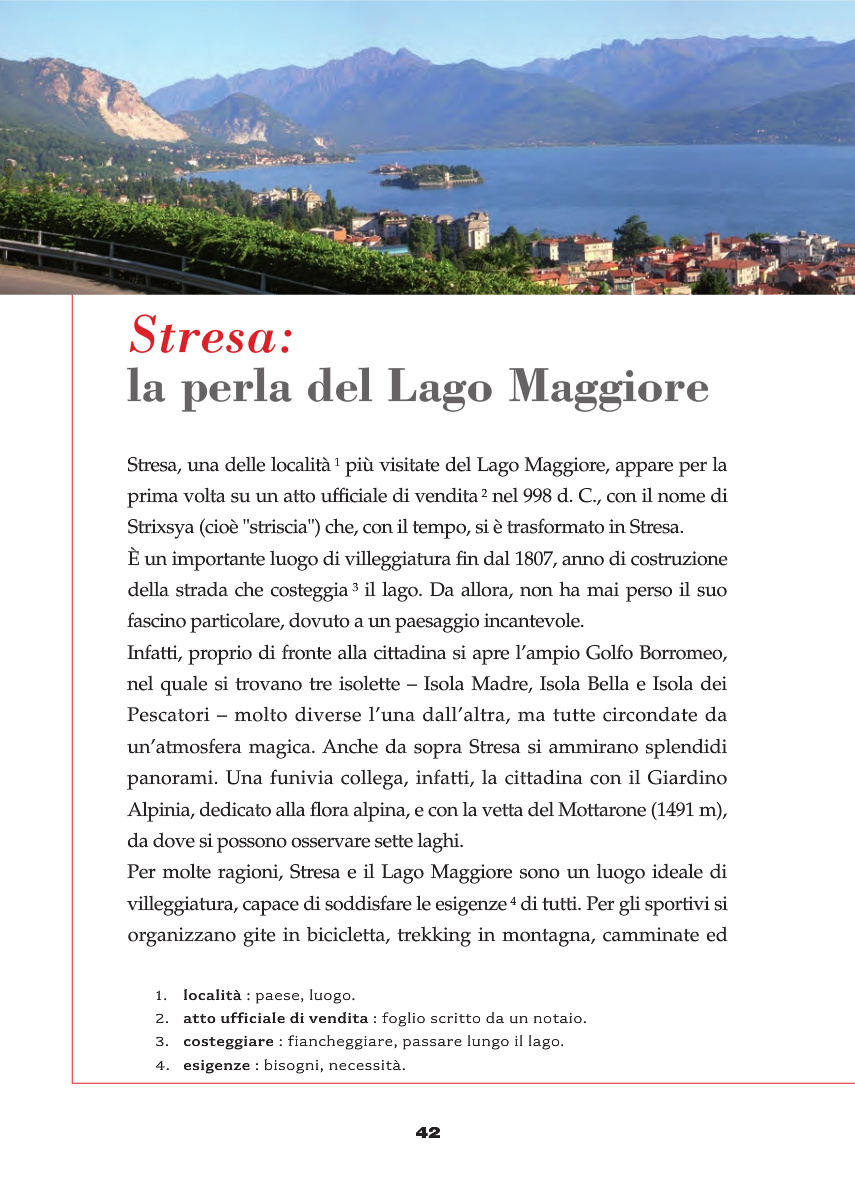 Stresa:
la perla del Lago Maggiore
Stresa, una delle località 1 più visitate del Lago Maggiore, appare per la
prima volta su un atto ufficiale di vendita 2 nel 998 d. C., con il nome di
Strixsya (cioè "striscia") che, con il tempo, si è trasformato in Stresa.
È un importante luogo di villeggiatura fin dal 1807, anno di costruzione
della strada che costeggia 3 il lago. Da allora, non ha mai perso il suo
fascino particolare, dovuto a un paesaggio incantevole.
Infatti, proprio di fronte alla cittadina si apre l’ampio Golfo Borromeo,
nel quale si trovano tre isolette – Isola Madre, Isola Bella e Isola dei
Pescatori – molto diverse l’una dall’altra, ma tutte circondate da
un’atmosfera magica. Anche da sopra Stresa si ammirano splendidi
panorami. Una funivia collega, infatti, la cittadina con il Giardino
Alpinia, dedicato alla flora alpina, e con la vetta del Mottarone (1491 m),
da dove si possono osservare sette laghi.
Per molte ragioni, Stresa e il Lago Maggiore sono un luogo ideale di
villeggiatura, capace di soddisfare le esigenze 4 di tutti. Per gli sportivi si
organizzano gite in bicicletta, trekking in montagna, camminate ed
1. località : paese, luogo.
2. atto ufficiale di vendita : foglio scritto da un notaio.
3. costeggiare : fiancheggiare, passare lungo il lago.
4. esigenze : bisogni, necessità.
42